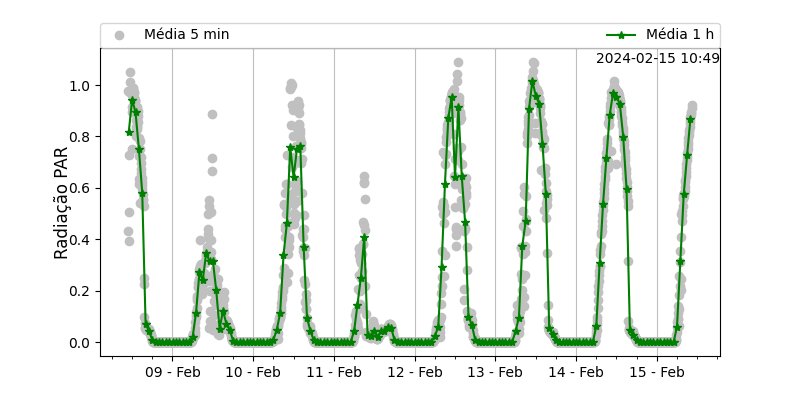 Média 5 min
Média 1 h
2024-02-15 10:49
Radiação PAR
1.0
0.8
0.6
0.4
0.2
0.0
09 - Feb
10 - Feb
11 - Feb
12 - Feb
13 - Feb
14 - Feb
15 - Feb